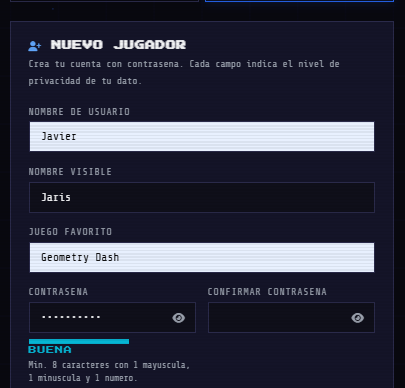 NUEVO JUGADOR
Crea tu cuenta con contrasena. Cada campo indica el nivel de
privacidad de tu dato.
NOMBRE DE USUARIO
Javier
NOMBRE VISIBLE
Jaris
JUEGO FAVORITO
Geometry Dash
CONTRASENA
CONFIRMAR CONTRASENA
••••••••••
BUENA
Min. 8 caracteres con 1 mayuscula,
1 minuscula y 1 numero.